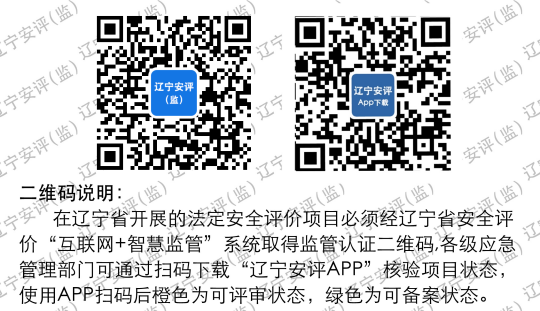 辽宁安评
（监）
辽宁安评
App下载
二维码说明：
在辽宁省开展的法定安全评价项目必须经辽宁省安全评
价“互联网+智慧监管”系统取得监管认证二维码,各级应急
管理部门可通过扫码下载“辽宁安评APP”核验项目状态，
使用APP扫码后橙色为可评审状态，绿色为可备案状态。
辽宁安评(监)